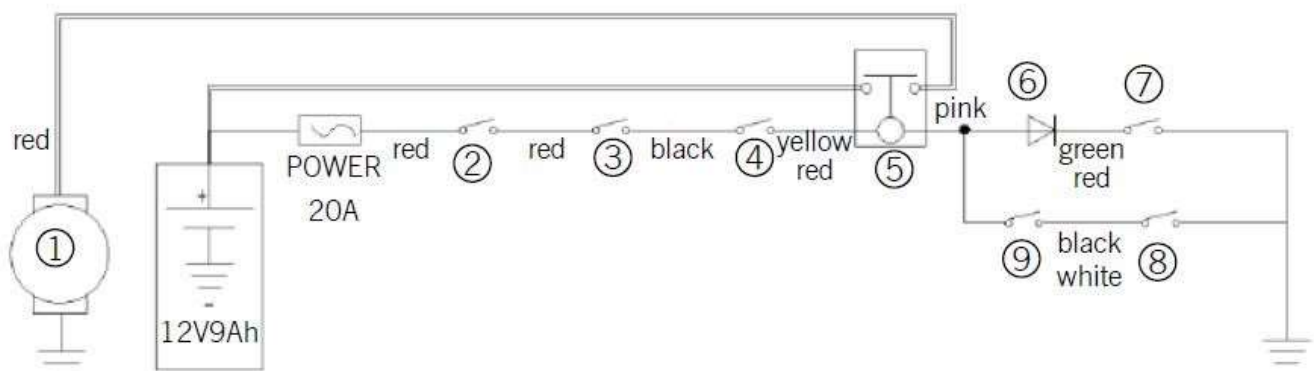 ⑥
⑦
pink
red
POWER
20A
red
②
red
③
black
④
yellow
red
⑤
green
red
①
+
-
12V9Ah
⑨
black
white
⑧